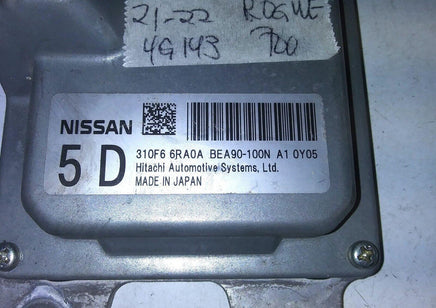 21-22 ROGUE
4G143 700
NISSAN
5 D
310F6 6RA0A BEA90-100N A1 0Y05
Hitachi Automotive Systems, Ltd.
MADE IN JAPAN